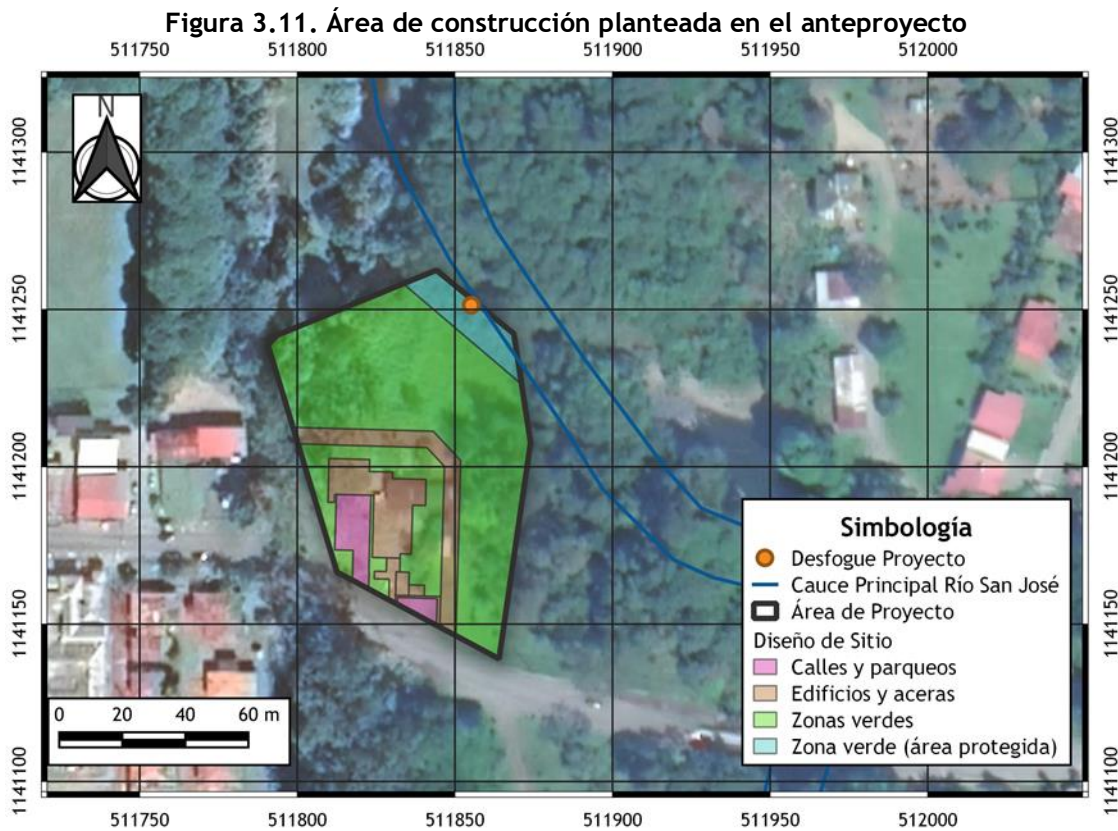 Figura 3.11. Área de construcción planteada en el anteproyecto
511750 511800 511850 511900 511950 512000
N
1141300 1141300
1141250 1141250
1141200 1141200
1141150 1141150
1141100 1141100
Simbología
Desfogue Proyecto
Cauce Principal Río San José
Área de Proyecto
Diseño de Sitio
Calles y parqueos
Edificios y aceras
Zonas verdes
Zona verde (área protegida)
0 20 40 60 m
511750 511800 511850 511900 511950 512000